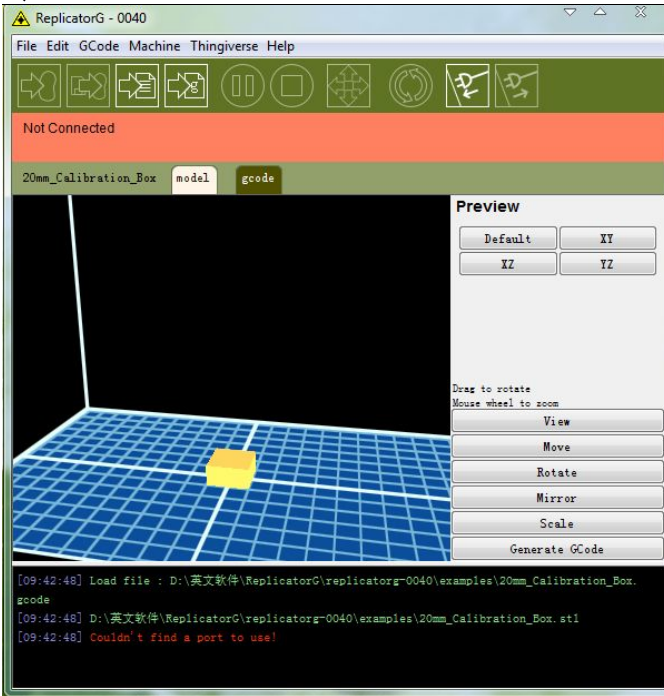 ReplicatorG - 0040
File Edit GCode Machine Thingiverse Help
Not Connected
20mm_Calibration_Box model gcode
Preview
Default XY
XZ YZ
Drag to rotate
Mouse wheel to zoom
View
Move
Rotate
Mirror
Scale
Generate GCode
[09:42:48] Load file : D:\英文软件\ReplicatorG\replicatorg-0040\examples\20mm_Calibration_Box.
gcode
[09:42:48] D:\英文软件\ReplicatorG\replicatorg-0040\examples\20mm_Calibration_Box.stl
[09:42:48] Couldn't find a port to use!